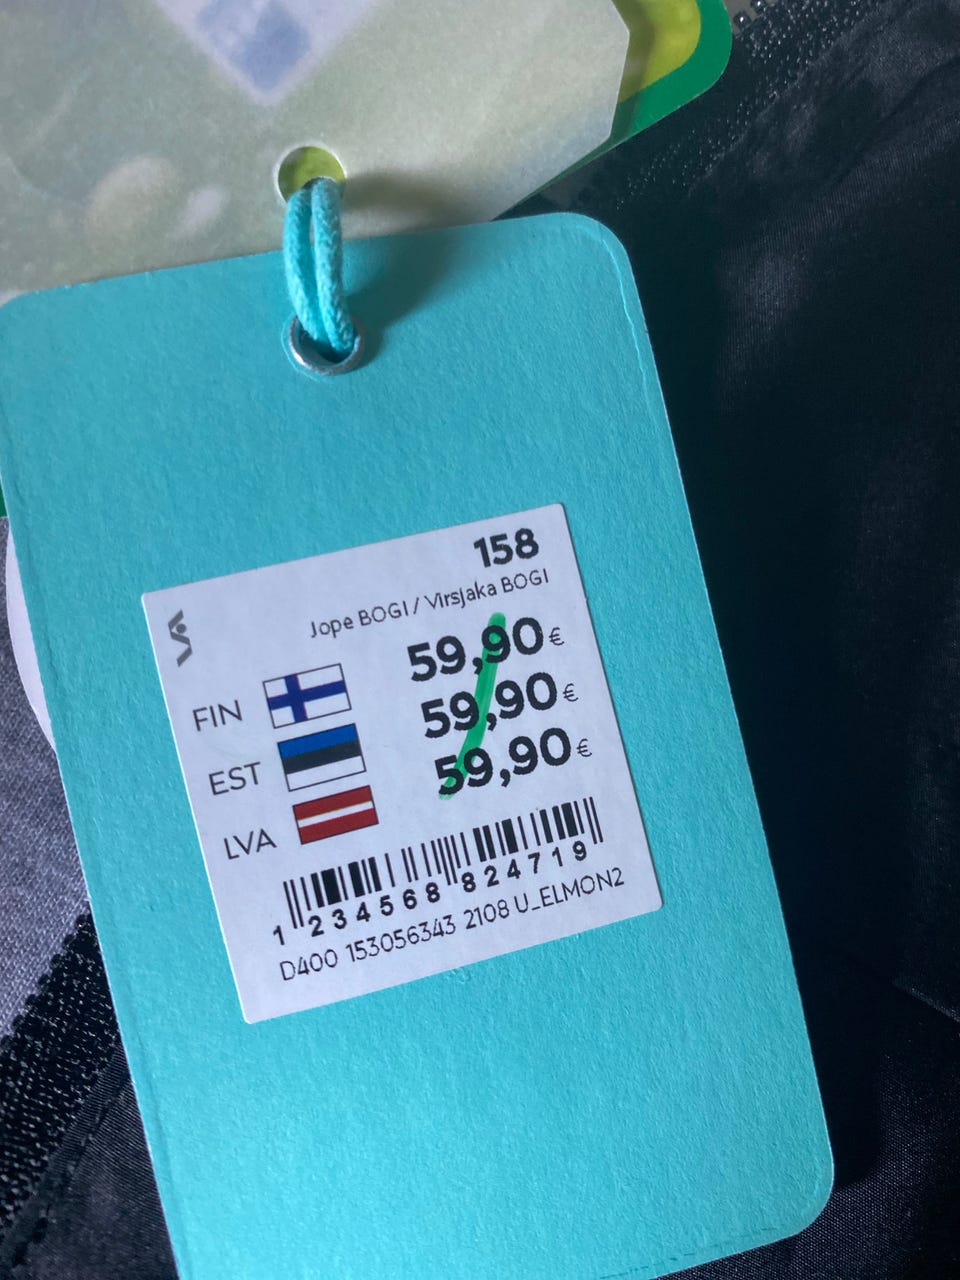 158
Jope BOGI / Virsjaka BOGI
FIN 59,90€
EST 59,90€
LVA 59,90€
1 234568 824719
D400 153056343 2108 U_ELMON2